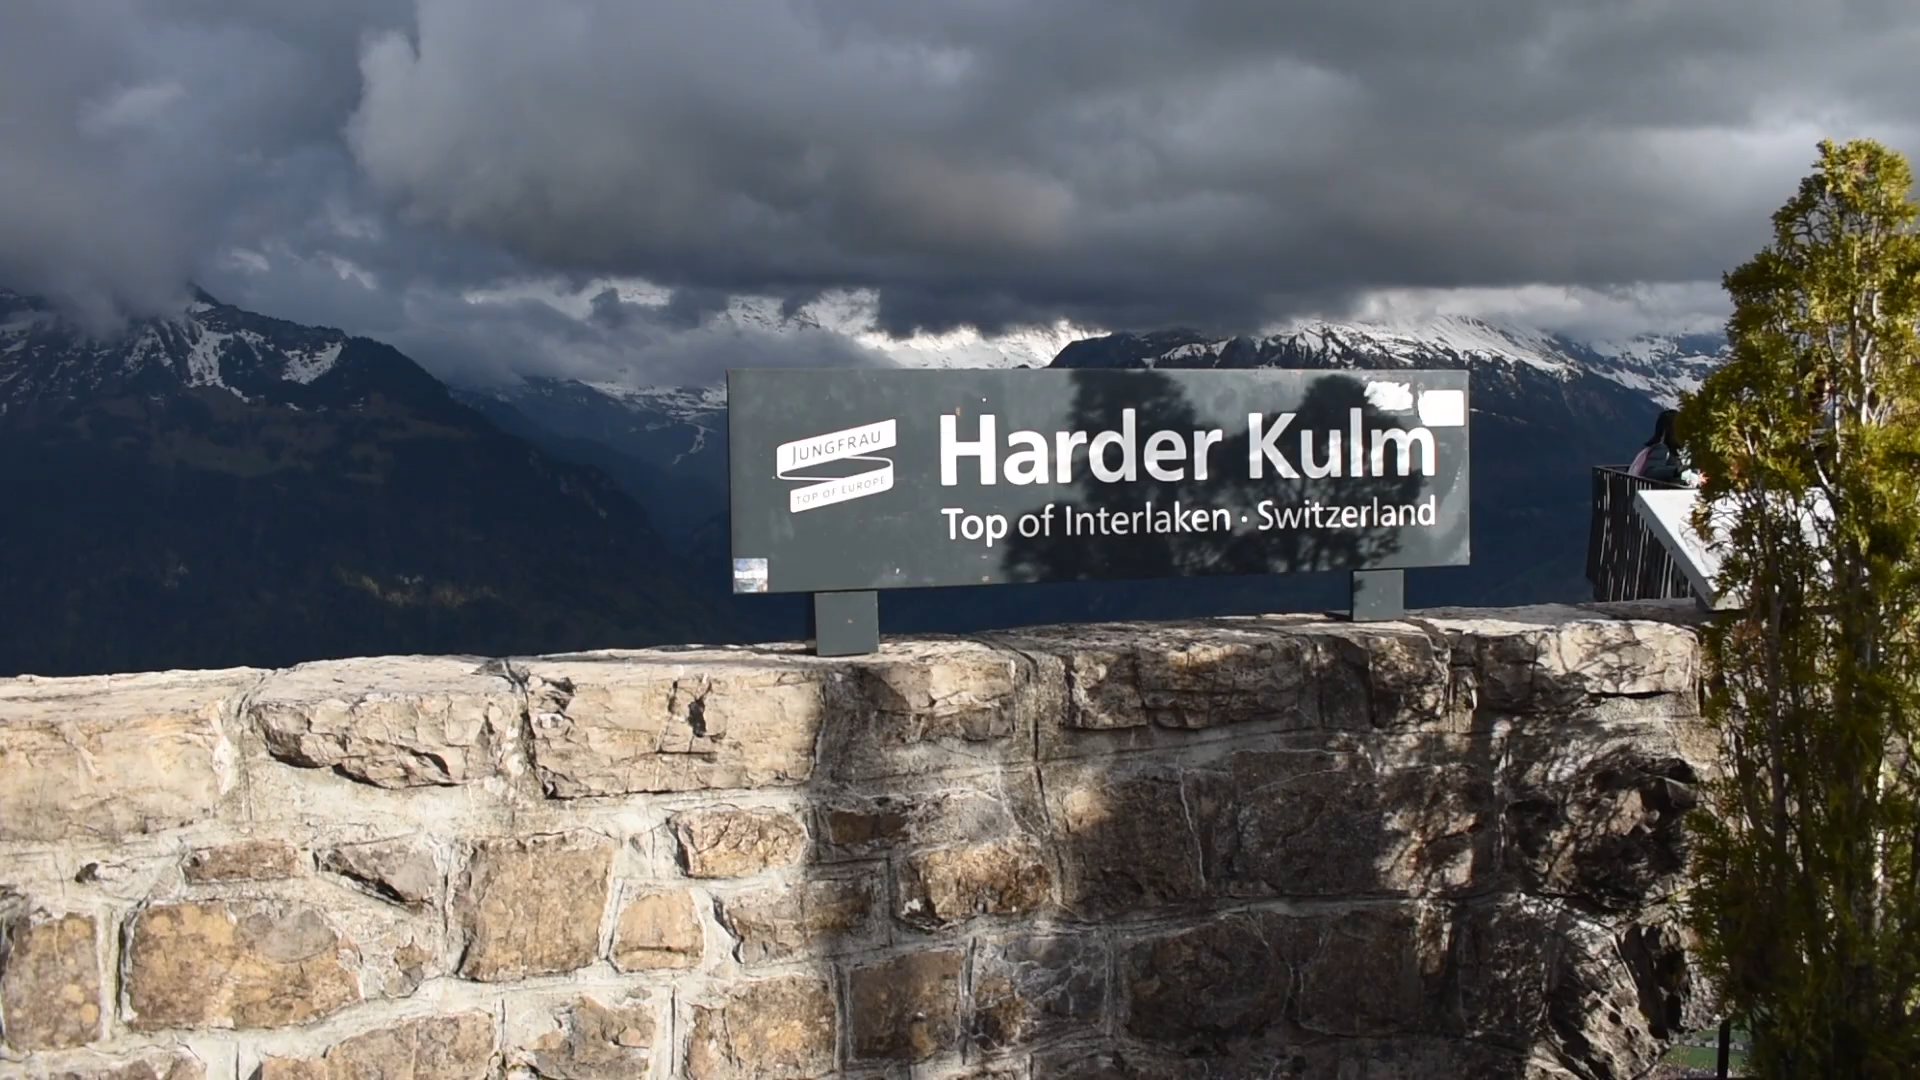 JUNGFRAU
TOP OF EUROPE
Harder Kulm
Top of Interlaken · Switzerland